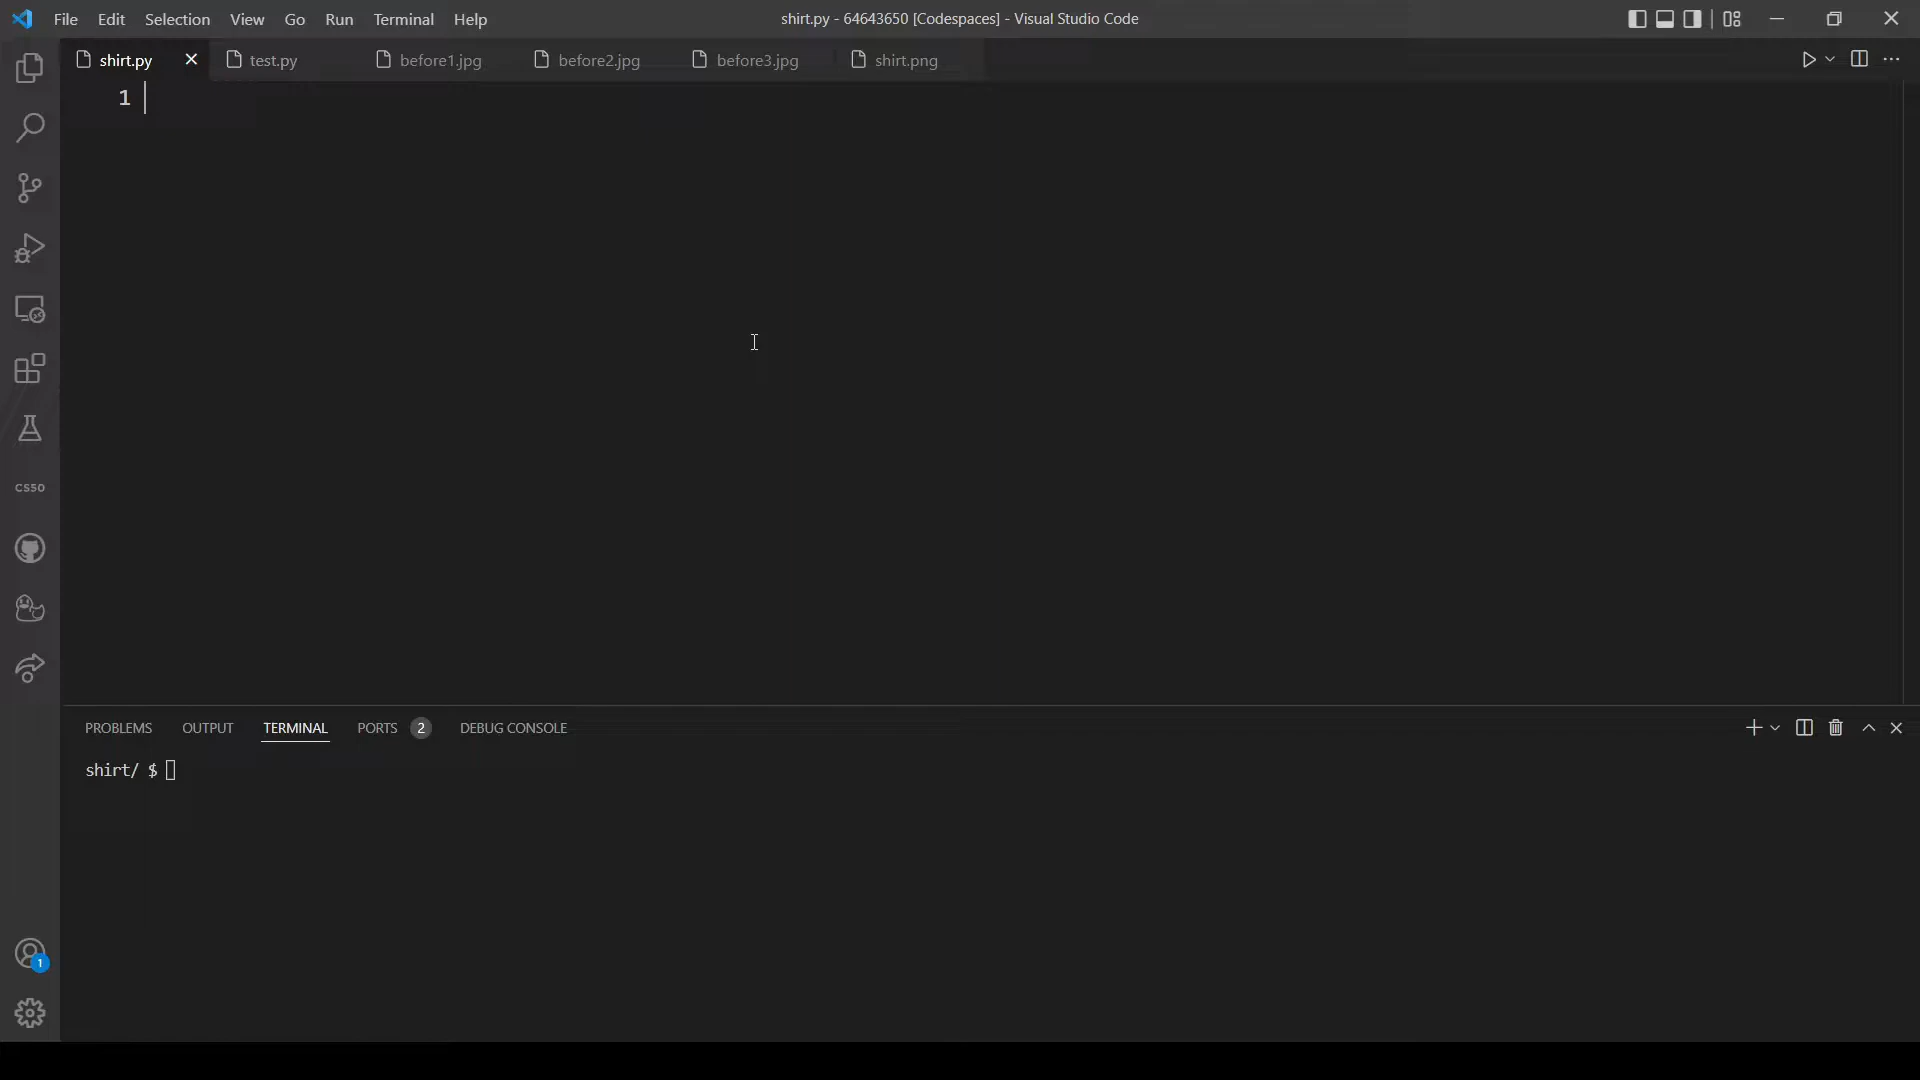 File Edit Selection View Go Run Terminal Help shirt.py - 64643650 [Codespaces] - Visual Studio Code
shirt.py test.py before1.jpg before2.jpg before3.jpg shirt.png
1
CS50
PROBLEMS OUTPUT TERMINAL PORTS 2 DEBUG CONSOLE
shirt/ $
1